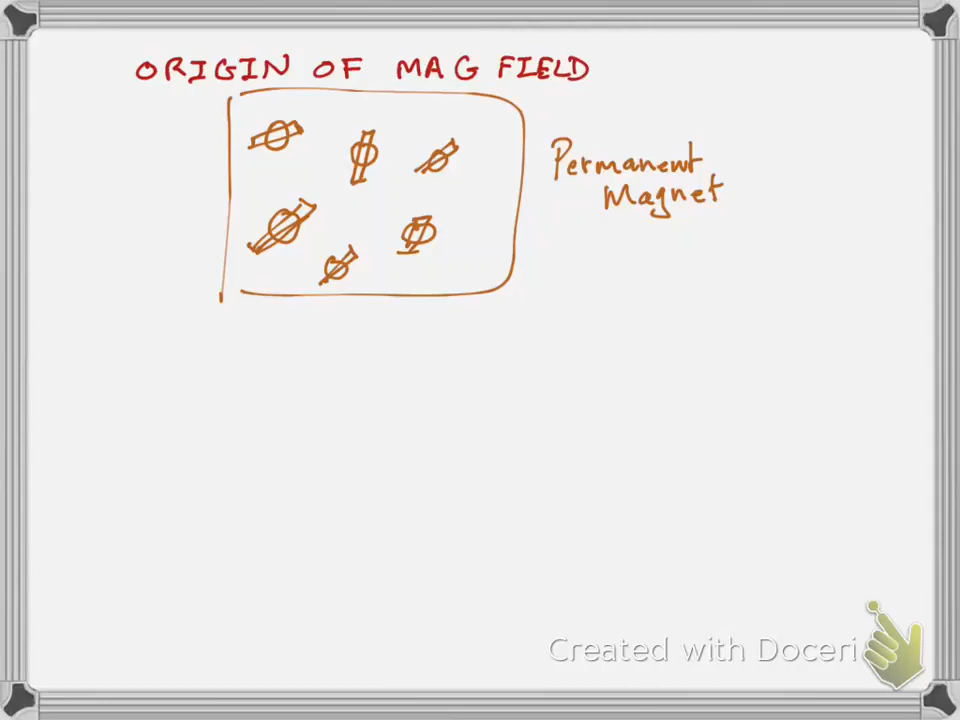 ORIGIN OF MAG FIELD
Permanent
Magnet
Created with Doceri